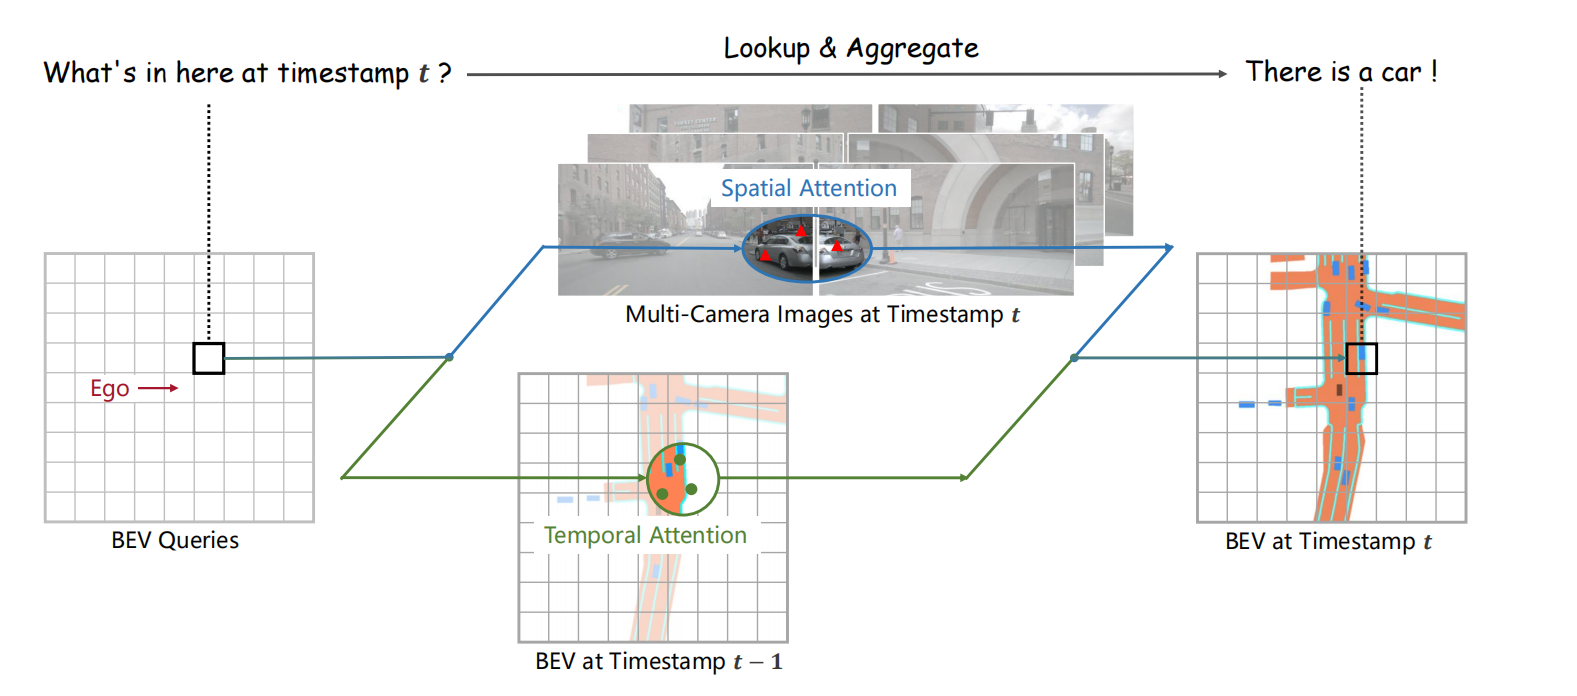 Lookup & Aggregate
What's in here at timestamp t ?
There is a car !
Spatial Attention
Multi-Camera Images at Timestamp t
Ego
BEV Queries
Temporal Attention
BEV at Timestamp t
BEV at Timestamp t − 1